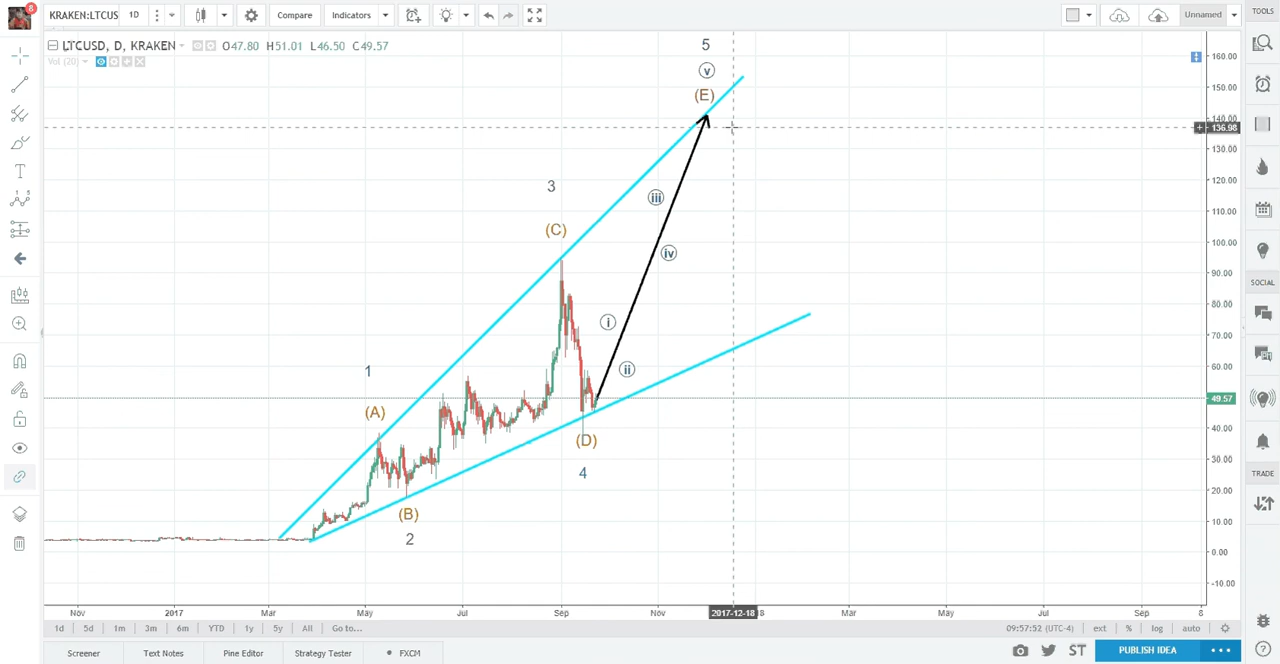 8
KRAKEN:LTCUS 1D Compare Indicators Unnamed TOOLS
LTCUSD, D, KRAKEN O47.80 H51.01 L46.50 C49.57
Vol (20)
5
v
(E)
3
(C)
iii
iv
1
(A)
i
ii
(D)
4
(B)
2
160.00
150.00
140.00
136.98
130.00
120.00
110.00
100.00
90.00
80.00
70.00
60.00
49.57
40.00
30.00
20.00
10.00
0.00
-10.00
SOCIAL
TRADE
Nov 2017 Mar May Jul Sep Nov 2017-12-18 8 Mar May Jul Sep 8
1d 5d 1m 3m 6m YTD 1y 5y All Go to... 09:57:52 (UTC-4) ext % log auto
Screener Text Notes Pine Editor Strategy Tester FXCM ST PUBLISH IDEA